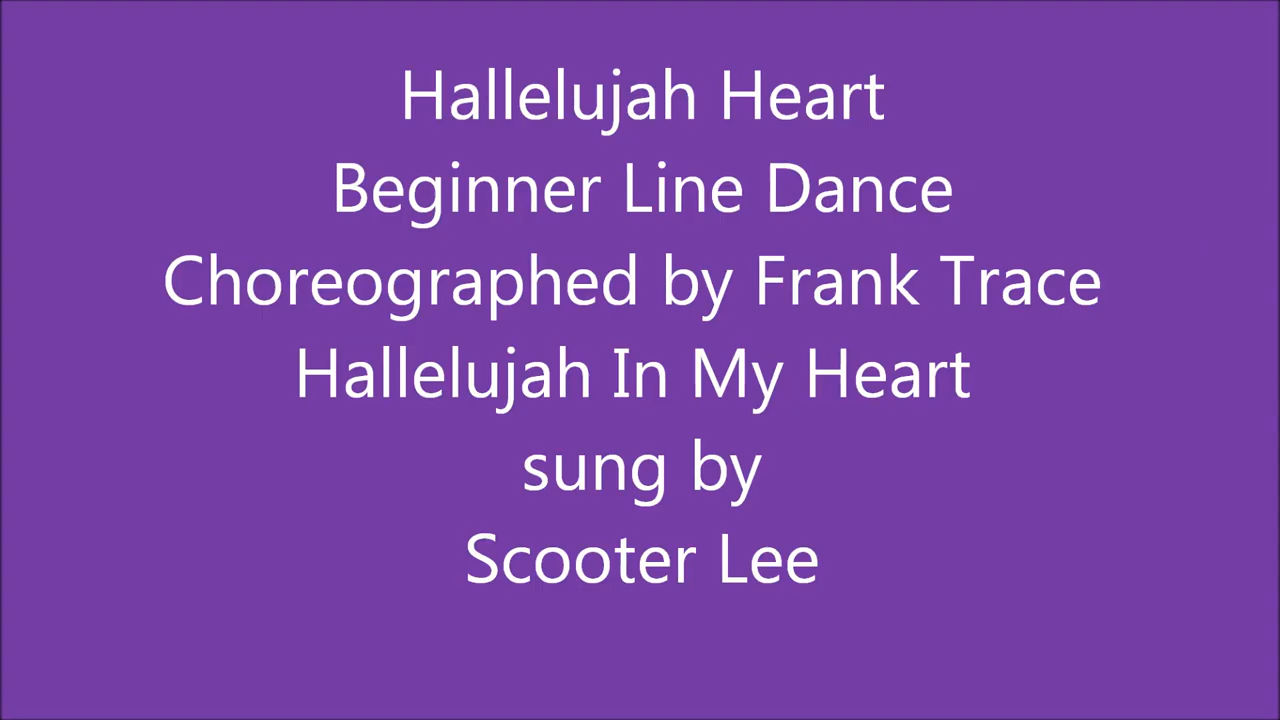 Hallelujah Heart
Beginner Line Dance
Choreographed by Frank Trace
Hallelujah In My Heart
sung by
Scooter Lee